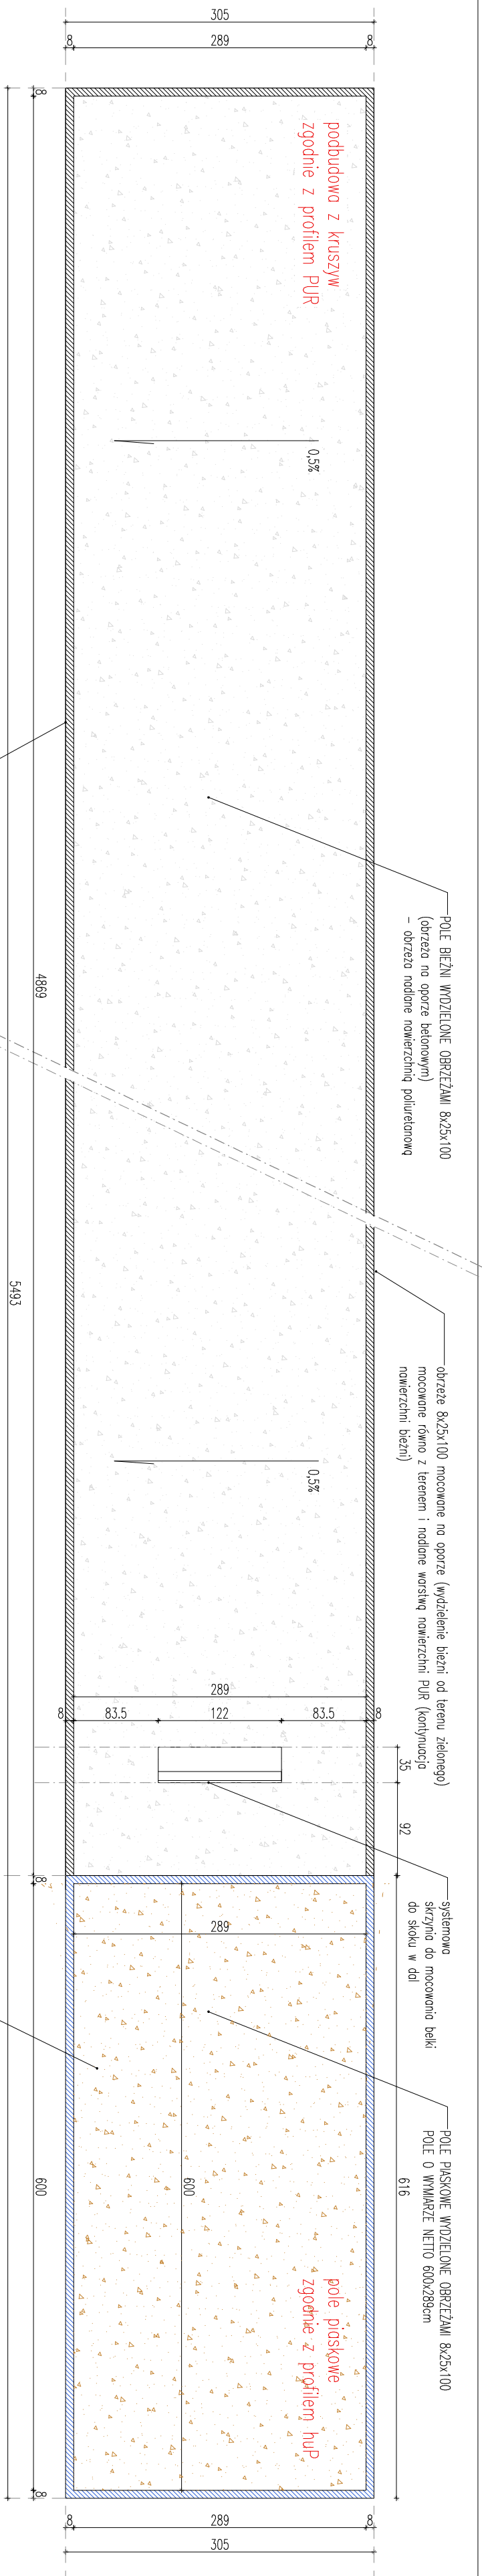 305
8
289
8
podbudowa z kruszyw
zgodnie z profilem PUR
0,5%
POLE BIEŻNI WYDZIELONE OBRZEŻAMI 8x25x100
(obrzeża na oporze betonowym)
- obrzeża nadlane nawierzchnią poliuretanową
obrzeże 8x25x100 mocowane na oporze (wydzielenie bieżni od terenu zielonego)
mocowane równo z terenem i nadlane warstwą nawierzchni PUR (kontynuacja
nawierzchni bieżni)
0,5%
289
8
83.5
122
83.5
8
35
92
systemowa
skrzynia do mocowania belki
do skoku w dal
POLE PIASKOWE WYDZIELONE OBRZEŻAMI 8x25x100
POLE O WYMIARZE NETTO 600x289cm
616
289
600
pole piaskowe
zgodnie z profilem huP
8
4869
8
600
8
5493
8
289
8
305